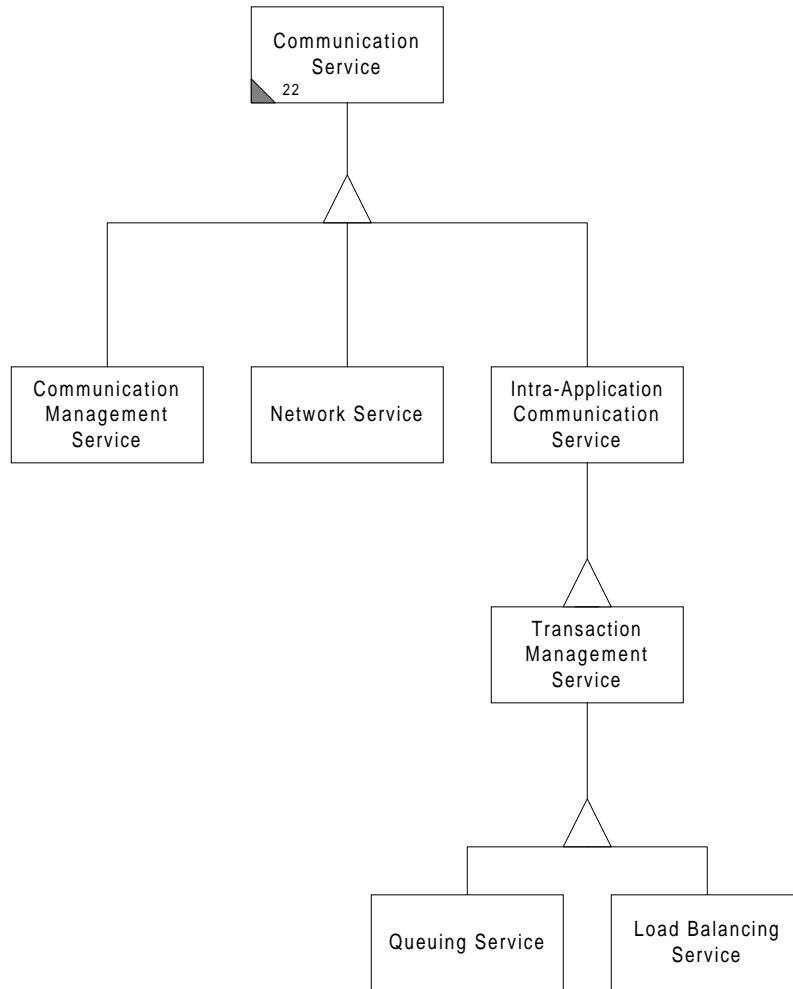 Communication
Service
22
Communication
Management
Service
Network Service
Intra-Application
Communication
Service
Transaction
Management
Service
Queuing Service
Load Balancing
Service